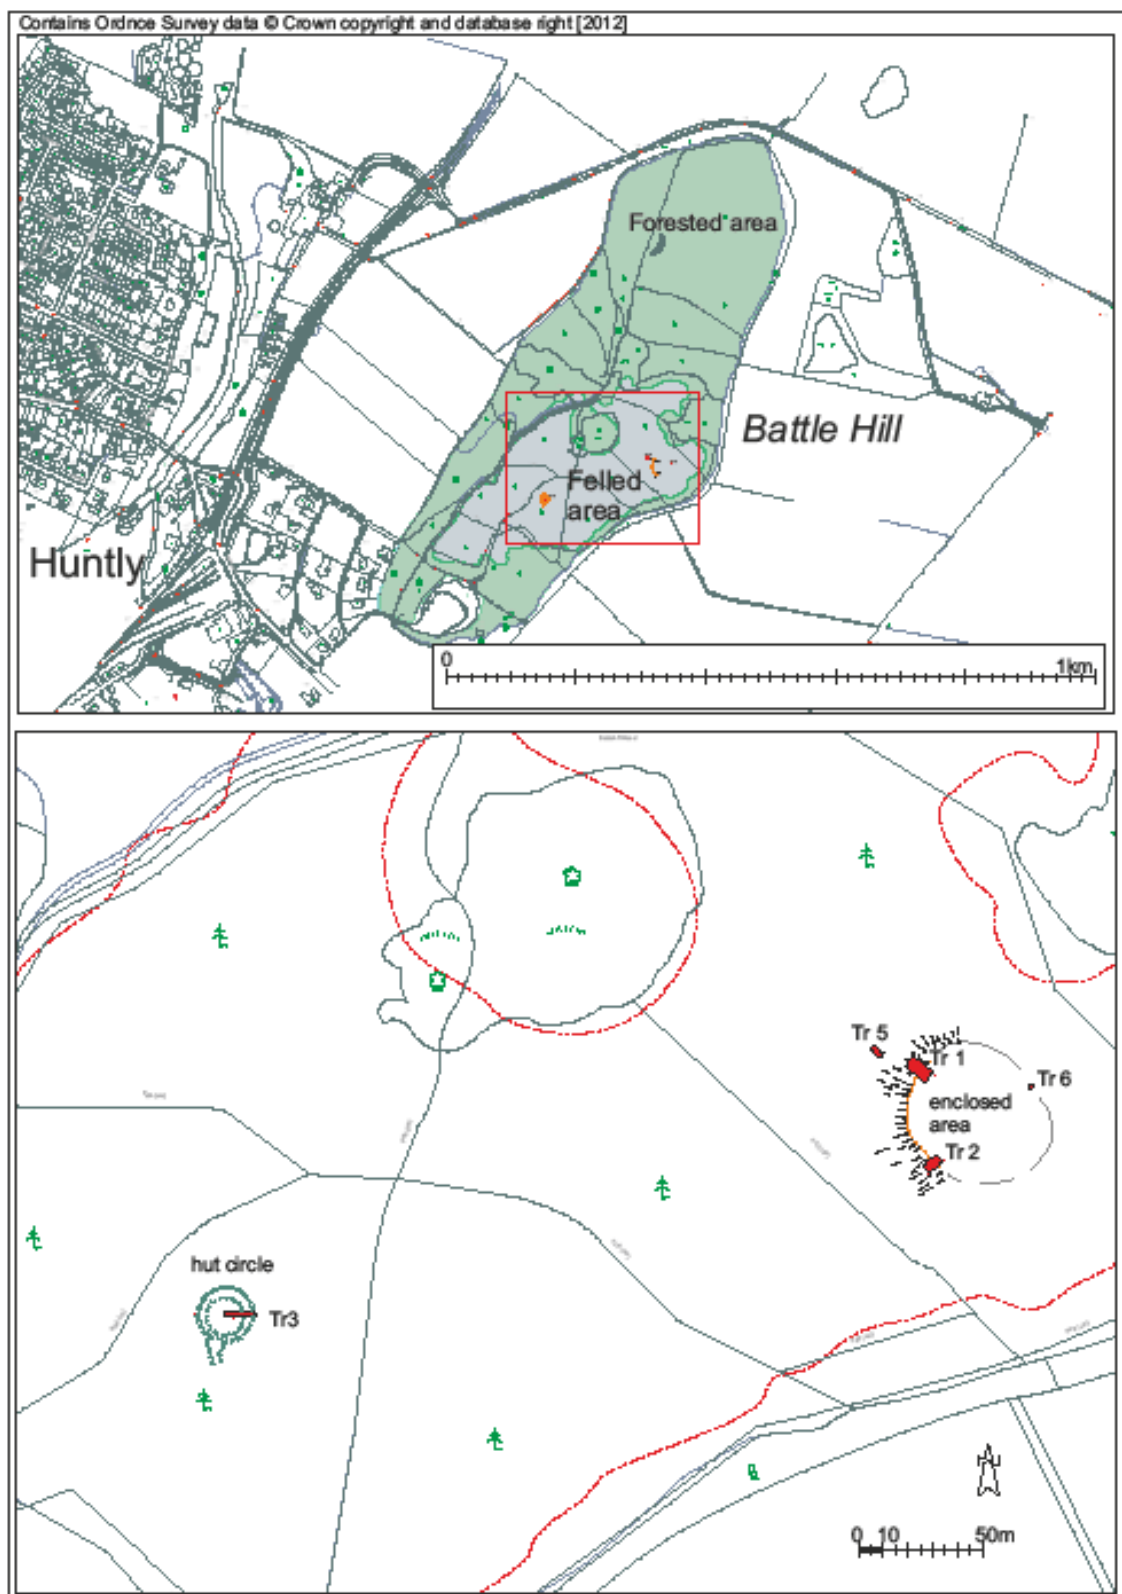 Contains Ordnce Survey data © Crown copyright and database right [2012]
Forested area
Battle Hill
Felled
area
Huntly
0 1km
Tr 5
Tr 1
Tr 6
enclosed
area
Tr 2
hut circle
Tr3
0 10 50m